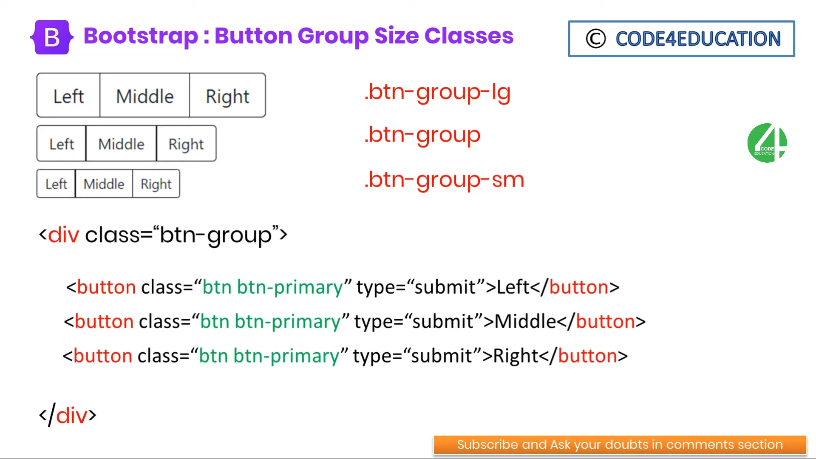 B Bootstrap : Button Group Size Classes
© CODE4EDUCATION
Left Middle Right
.btn-group-lg
Left Middle Right
.btn-group
Left Middle Right
.btn-group-sm
4
CODE
EDUCATION
<div class=“btn-group”>
<button class=“btn btn-primary” type=“submit”>Left</button>
<button class=“btn btn-primary” type=“submit”>Middle</button>
<button class=“btn btn-primary” type=“submit”>Right</button>
</div>
Subscribe and Ask your doubts in comments section